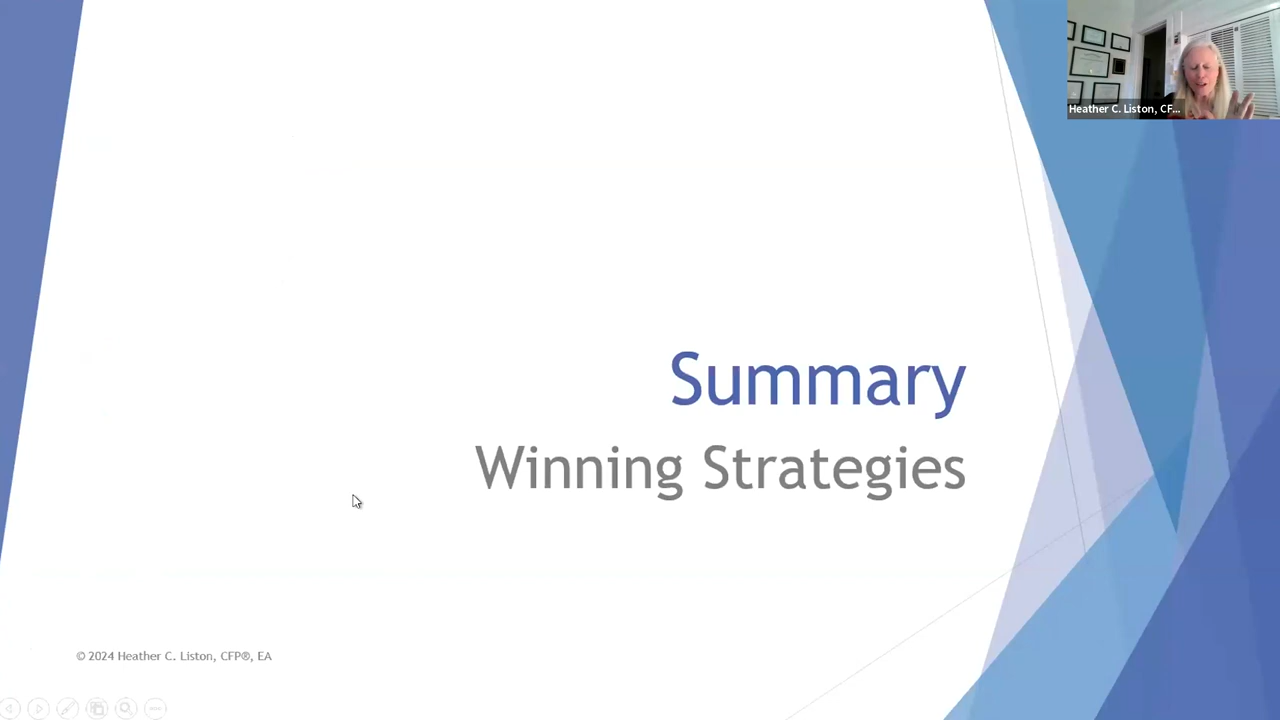 Heather C. Liston, CF...
Summary
Winning Strategies
© 2024 Heather C. Liston, CFP®, EA